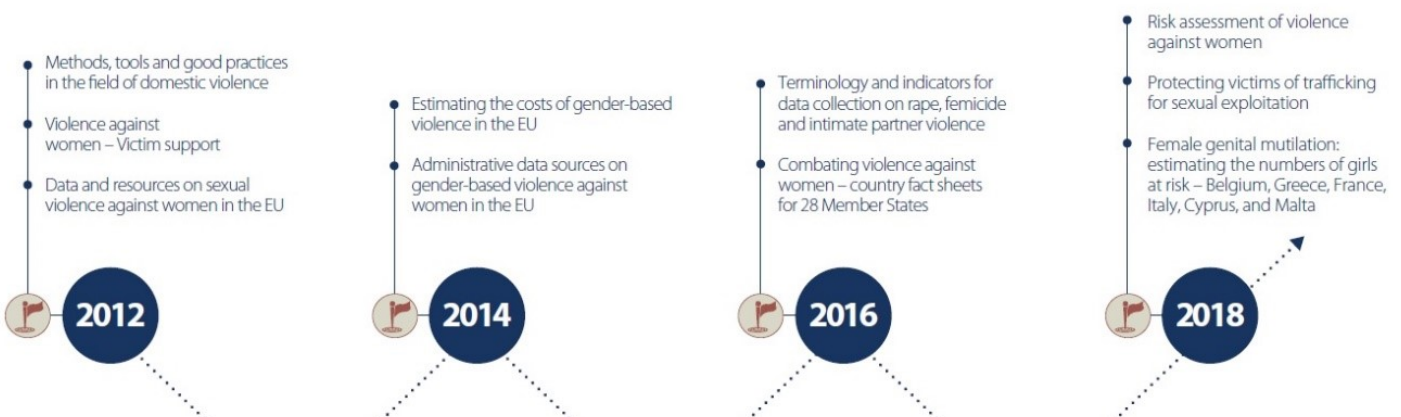 Methods, tools and good practices
in the field of domestic violence
Violence against
women – Victim support
Data and resources on sexual
violence against women in the EU
2012
Estimating the costs of gender-based
violence in the EU
Administrative data sources on
gender-based violence against
women in the EU
2014
Terminology and indicators for
data collection on rape, femicide
and intimate partner violence
Combating violence against
women – country fact sheets
for 28 Member States
2016
Risk assessment of violence
against women
Protecting victims of trafficking
for sexual exploitation
Female genital mutilation:
estimating the numbers of girls
at risk – Belgium, Greece, France,
Italy, Cyprus, and Malta
2018